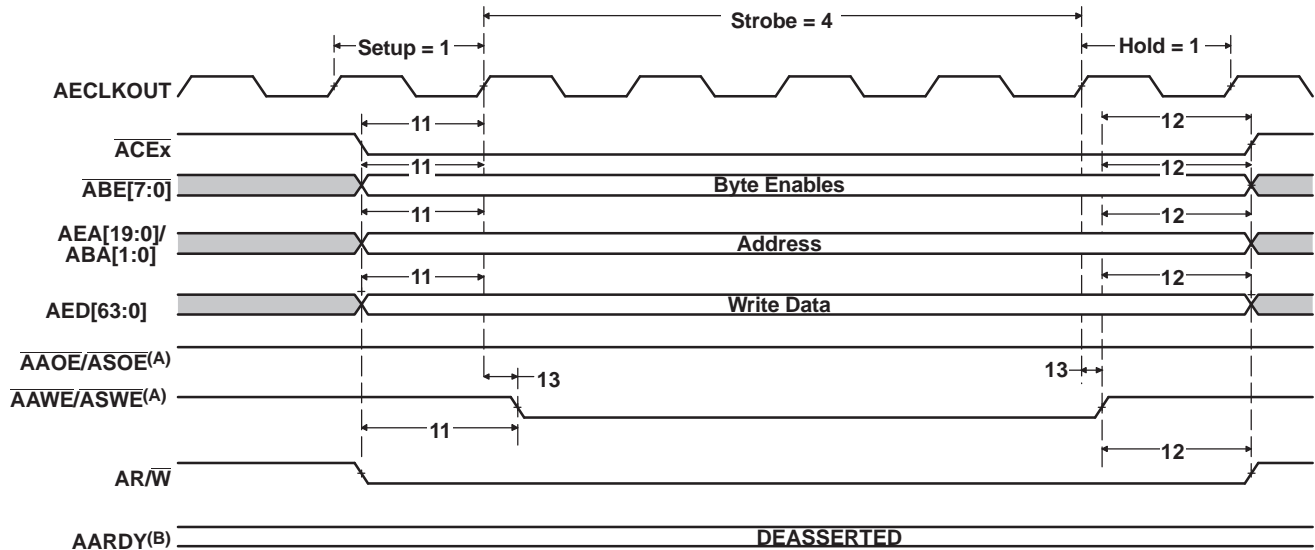 Strobe = 4
Setup = 1
Hold = 1
AECLKOUT
11
12
ACEx
11
12
ABE[7:0]
Byte Enables
11
12
AEA[19:0]/
ABA[1:0]
Address
11
12
AED[63:0]
Write Data
AAOE/ASOE(A)
13
13
AAWE/ASWE(A)
11
12
AR/W
AARDY(B)
DEASSERTED